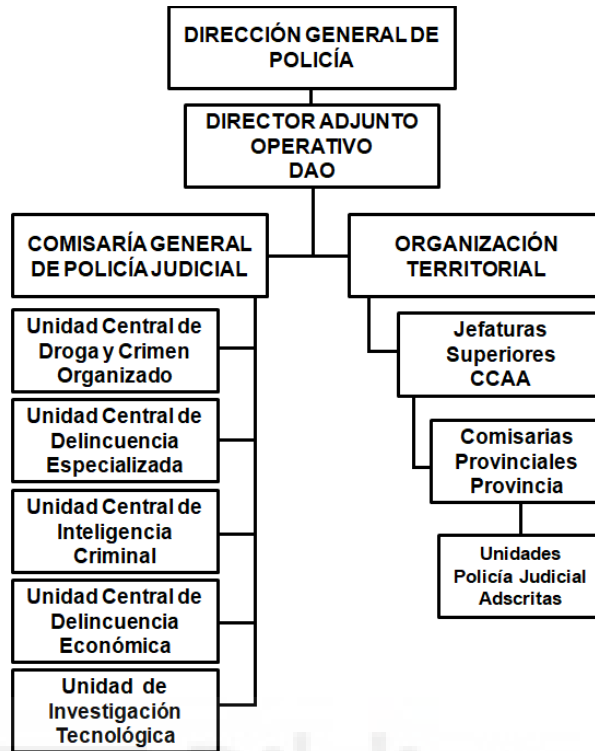 DIRECCIÓN GENERAL DE
POLICÍA
DIRECTOR ADJUNTO
OPERATIVO
DAO
COMISARÍA GENERAL
DE POLICÍA JUDICIAL
Unidad Central de
Droga y Crimen
Organizado
Unidad Central de
Delincuencia
Especializada
Unidad Central de
Inteligencia
Criminal
Unidad Central de
Delincuencia
Económica
Unidad de
Investigación
Tecnológica
ORGANIZACIÓN
TERRITORIAL
Jefaturas
Superiores
CCAA
Comisarias
Provinciales
Provincia
Unidades
Policía Judicial
Adscritas